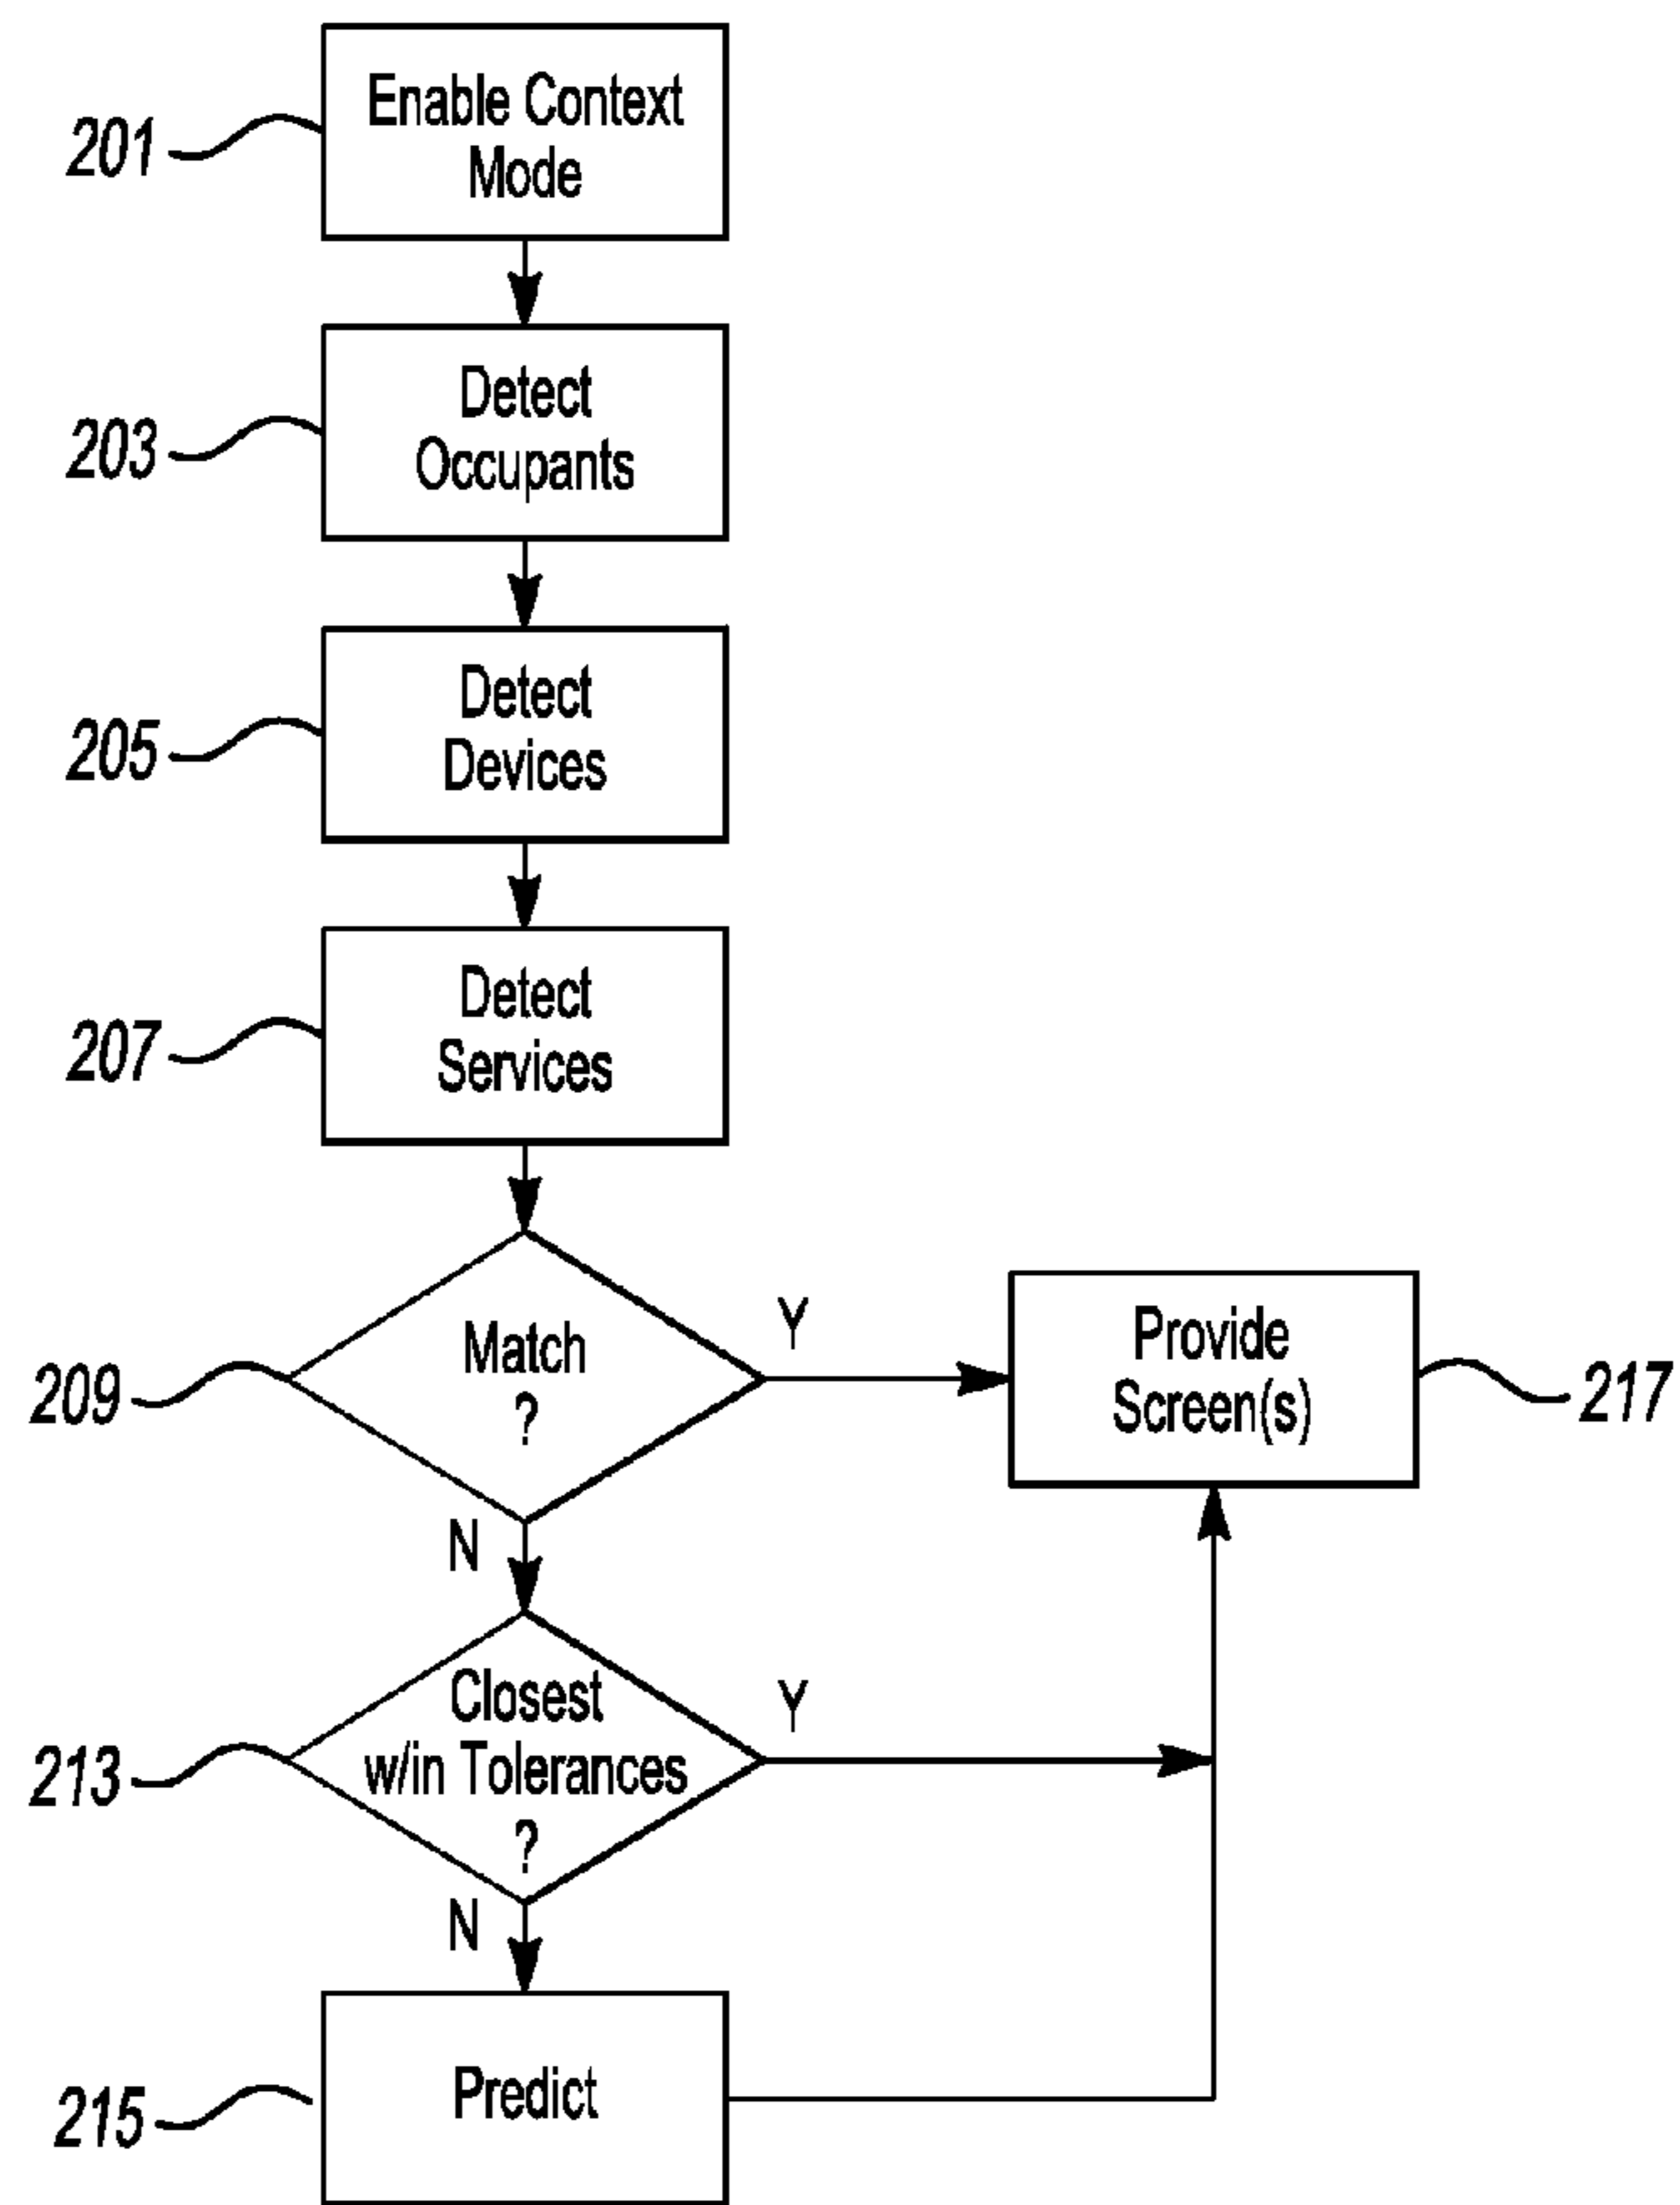 201
Enable Context
Mode
203
Detect
Occupants
205
Detect
Devices
207
Detect
Services
209
Match
?
Y
N
Provide
Screen(s)
217
213
Closest
w/in Tolerances
?
Y
N
215
Predict